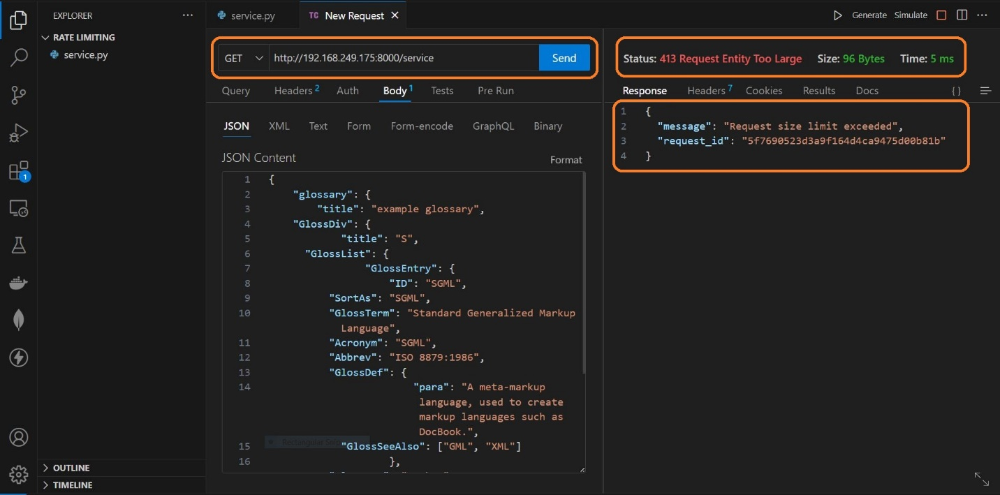 EXPLORER
RATE LIMITING
service.py
OUTLINE
TIMELINE
1
service.py
TC New Request
Generate Simulate
GET http://192.168.249.175:8000/service Send
Query Headers 2 Auth Body 1 Tests Pre Run
JSON XML Text Form Form-encode GraphQL Binary
JSON Content
Format
1 {
2 "glossary": {
3 "title": "example glossary",
4 "GlossDiv": {
5 "title": "S",
6 "GlossList": {
7 "GlossEntry": {
8 "ID": "SGML",
9 "SortAs": "SGML",
10 "GlossTerm": "Standard Generalized Markup
Language",
11 "Acronym": "SGML",
12 "Abbrev": "ISO 8879:1986",
13 "GlossDef": {
14 "para": "A meta-markup
language, used to create
markup languages such as
DocBook.",
15 "GlossSeeAlso": ["GML", "XML"]
16 },
Status: 413 Request Entity Too Large Size: 96 Bytes Time: 5 ms
Response Headers 7 Cookies Results Docs { }
1 {
2 "message": "Request size limit exceeded",
3 "request_id": "5f7690523d3a9f164d4ca9475d00b81b"
4 }